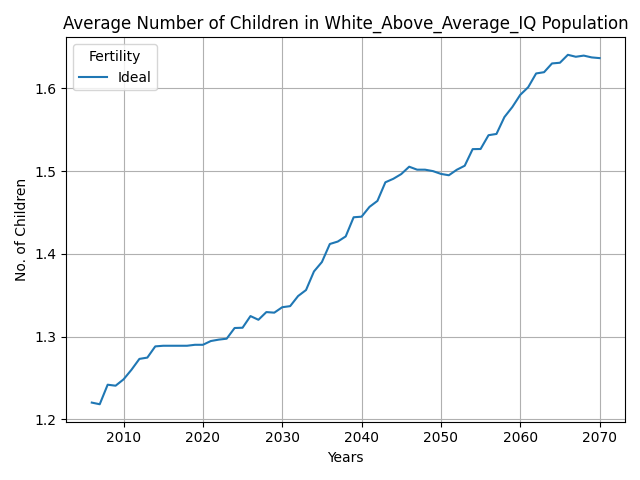 Average Number of Children in White_Above_Average_IQ Population
Fertility
Ideal
No. of Children
1.6
1.5
1.4
1.3
1.2
2010 2020 2030 2040 2050 2060 2070
Years